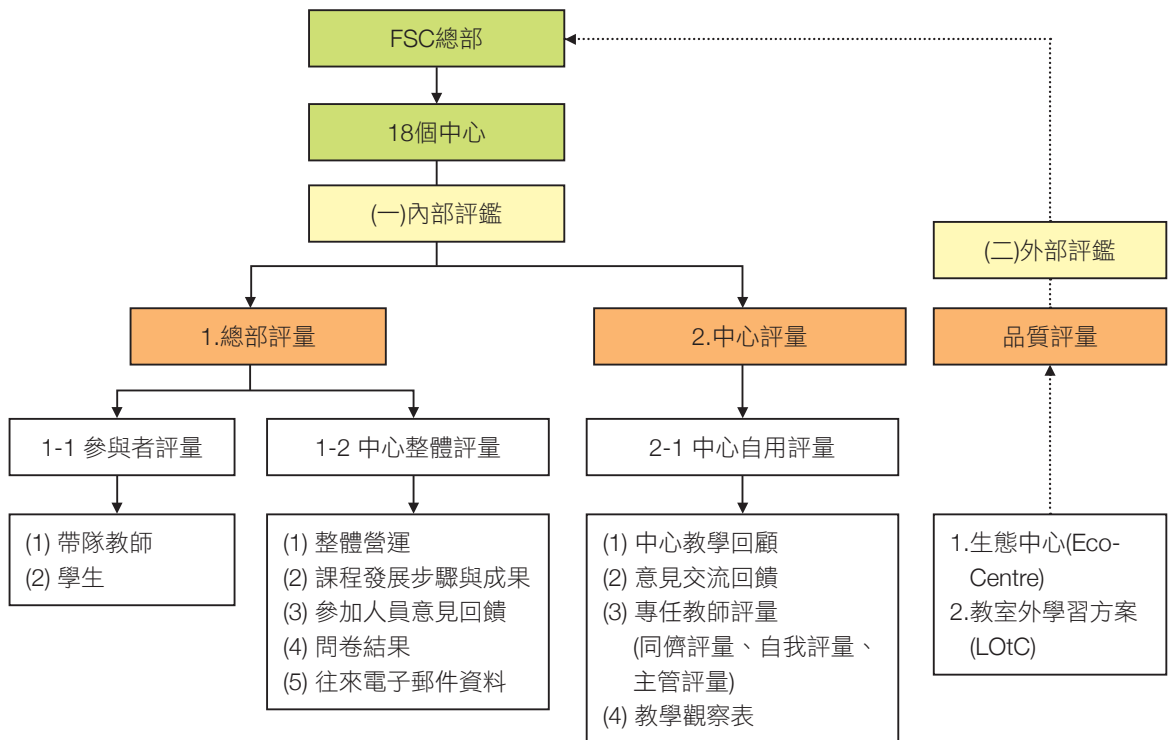 FSC總部
18個中心
(一)內部評鑑
(二)外部評鑑
1.總部評量
2.中心評量
品質評量
1-1 參與者評量
1-2 中心整體評量
2-1 中心自用評量
(1) 帶隊教師
(2) 學生
(1) 整體營運
(2) 課程發展步驟與成果
(3) 參加人員意見回饋
(4) 問卷結果
(5) 往來電子郵件資料
(1) 中心教學回顧
(2) 意見交流回饋
(3) 專任教師評量
(同儕評量、自我評量、
主管評量)
(4) 教學觀察表
1.生態中心(Eco-
Centre)
2.教室外學習方案
(LOtC)